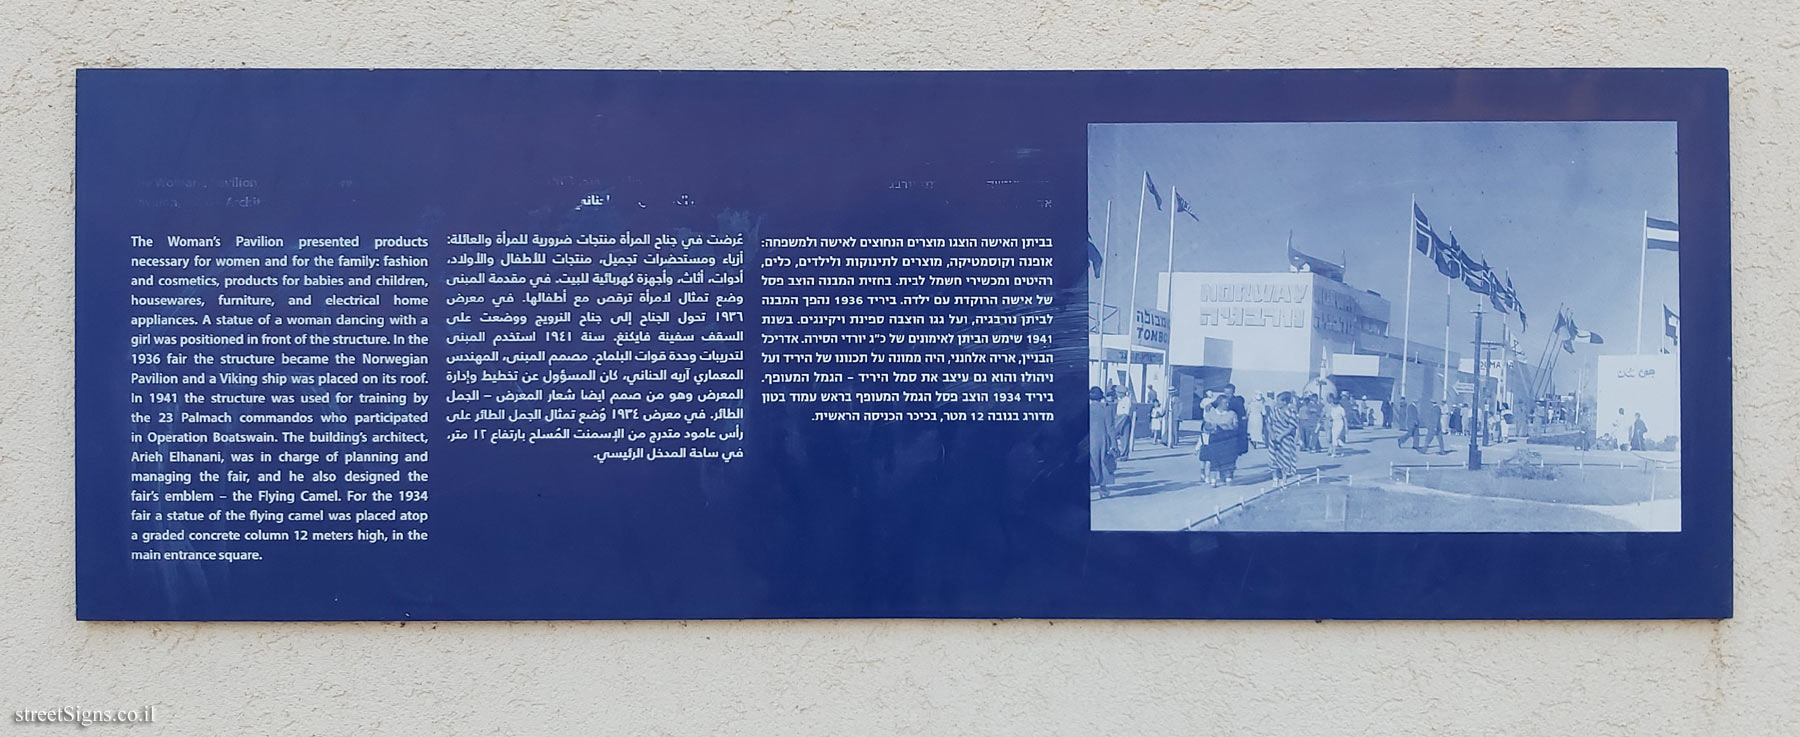 The Woman's Pavilion presented products
necessary for women and for the family: fashion
and cosmetics, products for babies and children,
housewares, furniture, and electrical home
appliances. A statue of a woman dancing with a
girl was positioned in front of the structure. In the
1936 fair the structure became the Norwegian
Pavilion and a Viking ship was placed on its roof.
In 1941 the structure was used for training by
the 23 Palmach commandos who participated
in Operation Boatswain. The building's architect,
Arieh Elhanani, was in charge of planning and
managing the fair, and he also designed the
fair's emblem – the Flying Camel. For the 1934
fair a statue of the flying camel was placed atop
a graded concrete column 12 meters high, in the
main entrance square.
عُرضت في جناح المرأة منتجات ضرورية للمرأة والعائلة:
أزياء ومستحضرات تجميل، منتجات للأطفال والأولاد،
أدوات، أثاث، وأجهزة كهربائية للبيت. في مقدمة المبنى
وضع تمثال لامرأة ترقص مع أطفالها. في معرض
١٩٣٦ تحول الجناح إلى جناح النرويج ووضعت على
السقف سفينة فايكنغ. سنة ١٩٤١ استخدم المبنى
لتدريبات وحدة قوات البلماح. مصمم المبنى، المهندس
المعماري آريه الحناني، كان المسؤول عن تخطيط وإدارة
المعرض وهو من صمم ايضا شعار المعرض – الجمل
الطائر. في معرض ١٩٣٤ وُضع تمثال الجمل الطائر على
رأس عامود متدرج من الإسمنت المُسلح بارتفاع ١٢ متر،
في ساحة المدخل الرئيسي.
בביתן האישה הוצגו מוצרים הנחוצים לאישה ולמשפחה:
אופנה וקוסמטיקה, מוצרים לתינוקות ולילדים, כלים,
רהיטים ומכשירי חשמל לבית. בחזית המבנה הוצב פסל
של אישה הרוקדת עם ילדה. ביריד 1936 נהפך המבנה
לביתן נורבגיה, ועל גגו הוצבה ספינת ויקינגים. בשנת
1941 שימש הביתן לאימונים של כ"ג יורדי הסירה. אדריכל
הבניין, אריה אלחנני, היה ממונה על תכנונו של היריד ועל
ניהולו והוא גם עיצב את סמל היריד – הגמל המעופף.
ביריד 1934 הוצב פסל הגמל המעופף בראש עמוד בטון
מדורג בגובה 12 מטר, בכיכר הכניסה הראשית.
NORWAY
נורבגיה
טומבולה
TOMBO
streetSigns.co.il